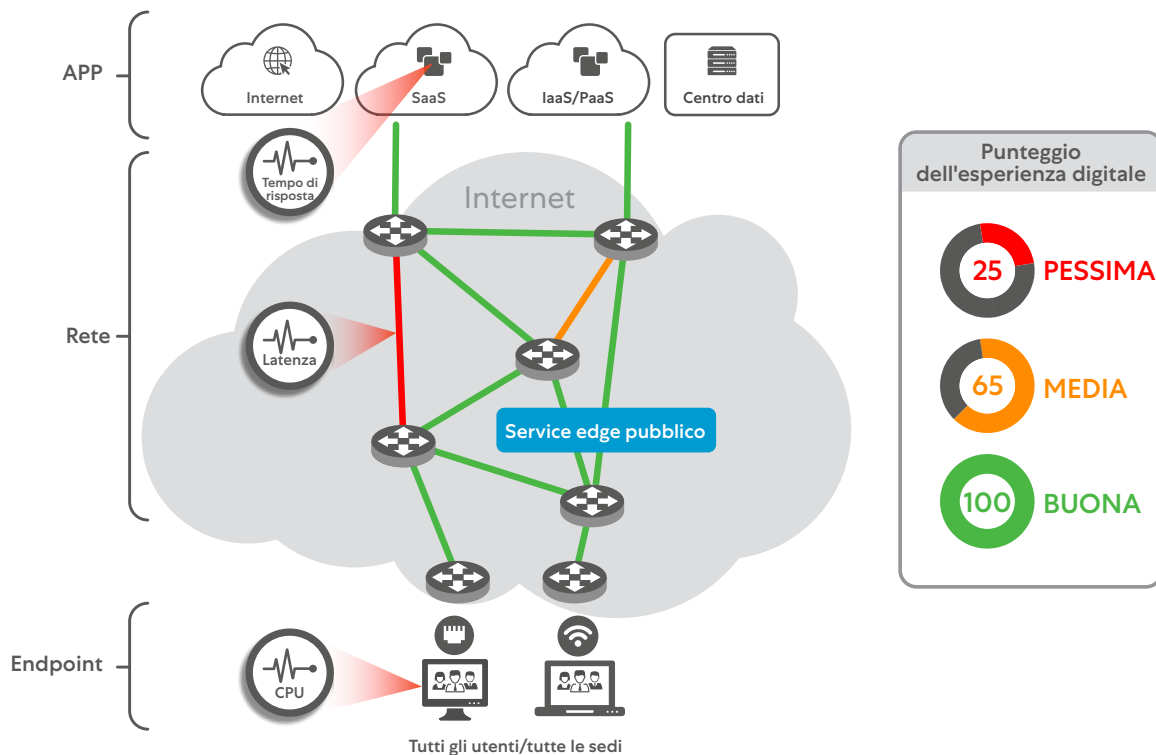 APP
Internet
SaaS
IaaS/PaaS
Centro dati
Tempo di
risposta
Internet
Rete
Latenza
Service edge pubblico
Endpoint
CPU
Tutti gli utenti/tutte le sedi
Punteggio
dell'esperienza digitale
25 PESSIMA
65 MEDIA
100 BUONA